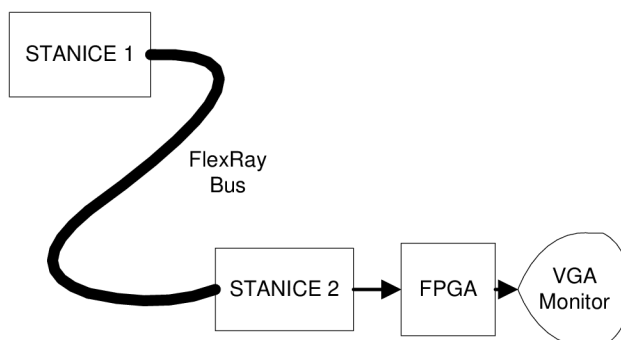 STANICE 1
FlexRay
Bus
STANICE 2
FPGA
VGA
Monitor